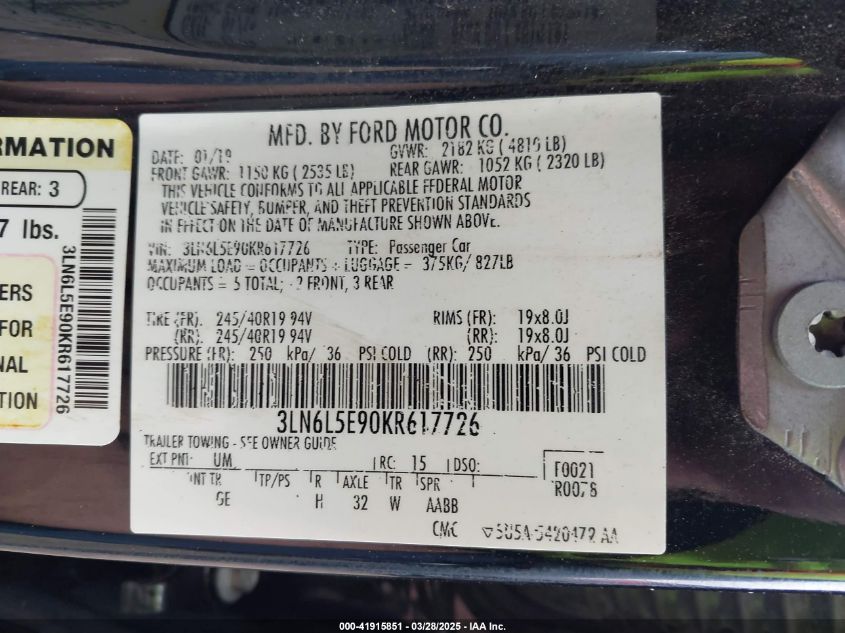 RMATION
REAR: 3
7 lbs.
ERS
FOR
NAL
TION
3LN6L5E90KR617726
MFD. BY FORD MOTOR CO.
DATE: 01/19 GVWR: 2182 KG ( 4810 LB)
FRONT GAWR: 1150 KG ( 2535 LB) REAR GAWR: 1052 KG ( 2320 LB)
THIS VEHICLE CONFORMS TO ALL APPLICABLE FEDERAL MOTOR
VEHICLE SAFETY, BUMPER, AND THEFT PREVENTION STANDARDS
IN EFFECT ON THE DATE OF MANUFACTURE SHOWN ABOVE.
VIN: 3LN6L5E90KR617726 TYPE: Passenger Car
MAXIMUM LOAD = OCCUPANTS + LUGGAGE = 375KG/ 827LB
OCCUPANTS = 5 TOTAL; 2 FRONT, 3 REAR
TIRE (FR): 245/40R19 94V RIMS (FR): 19x8.0J
(RR): 245/40R19 94V (RR): 19x8.0J
PRESSURE (FR): 250 kPa/ 36 PSI COLD (RR): 250 kPa/ 36 PSI COLD
3LN6L5E90KR617726
TRAILER TOWING - SEE OWNER GUIDE
EXT PNT: UM RC: 15 DSO: F0021
R0078
INT TR TP/PS R AXLE TR SPR
GE H 32 W AABB
CMC
000-41915851 | 03/28/2025 | IAA Inc.